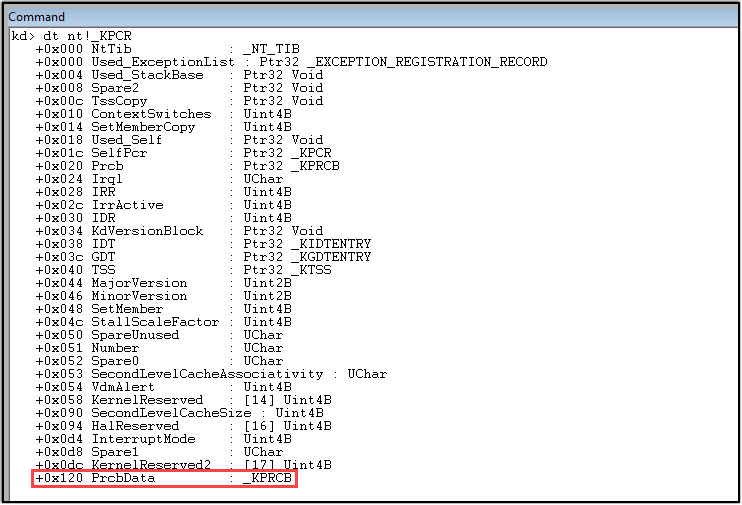 Command
kd> dt nt!_KPCR
+0x000 NtTib : _NT_TIB
+0x000 Used_ExceptionList : Ptr32 _EXCEPTION_REGISTRATION_RECORD
+0x004 Used_StackBase : Ptr32 Void
+0x008 Spare2 : Ptr32 Void
+0x00c TssCopy : Ptr32 Void
+0x010 ContextSwitches : Uint4B
+0x014 SetMemberCopy : Uint4B
+0x018 Used_Self : Ptr32 Void
+0x01c SelfPcr : Ptr32 _KPCR
+0x020 Prcb : Ptr32 _KPRCB
+0x024 Irql : UChar
+0x028 IRR : Uint4B
+0x02c IrrActive : Uint4B
+0x030 IDR : Uint4B
+0x034 KdVersionBlock : Ptr32 Void
+0x038 IDT : Ptr32 _KIDTENTRY
+0x03c GDT : Ptr32 _KGDTENTRY
+0x040 TSS : Ptr32 _KTSS
+0x044 MajorVersion : Uint2B
+0x046 MinorVersion : Uint2B
+0x048 SetMember : Uint4B
+0x04c StallScaleFactor : Uint4B
+0x050 SpareUnused : UChar
+0x051 Number : UChar
+0x052 Spare0 : UChar
+0x053 SecondLevelCacheAssociativity : UChar
+0x054 VdmAlert : Uint4B
+0x058 KernelReserved : [14] Uint4B
+0x090 SecondLevelCacheSize : Uint4B
+0x094 HalReserved : [16] Uint4B
+0x0d4 InterruptMode : Uint4B
+0x0d8 Spare1 : UChar
+0x0dc KernelReserved2 : [17] Uint4B
+0x120 PrcbData : _KPRCB